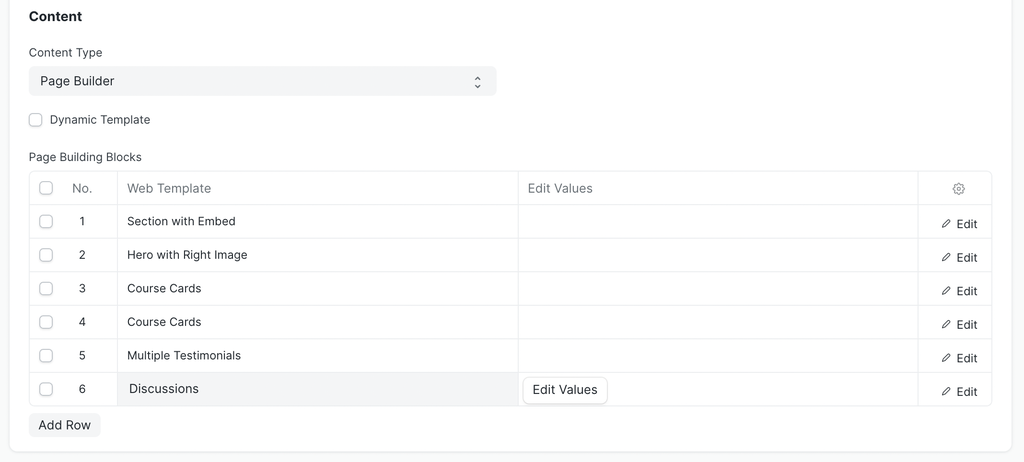 Content
Content Type
Page Builder
Dynamic Template
Page Building Blocks
No. Web Template Edit Values
1 Section with Embed Edit
2 Hero with Right Image Edit
3 Course Cards Edit
4 Course Cards Edit
5 Multiple Testimonials Edit
6 Discussions Edit Values Edit
Add Row